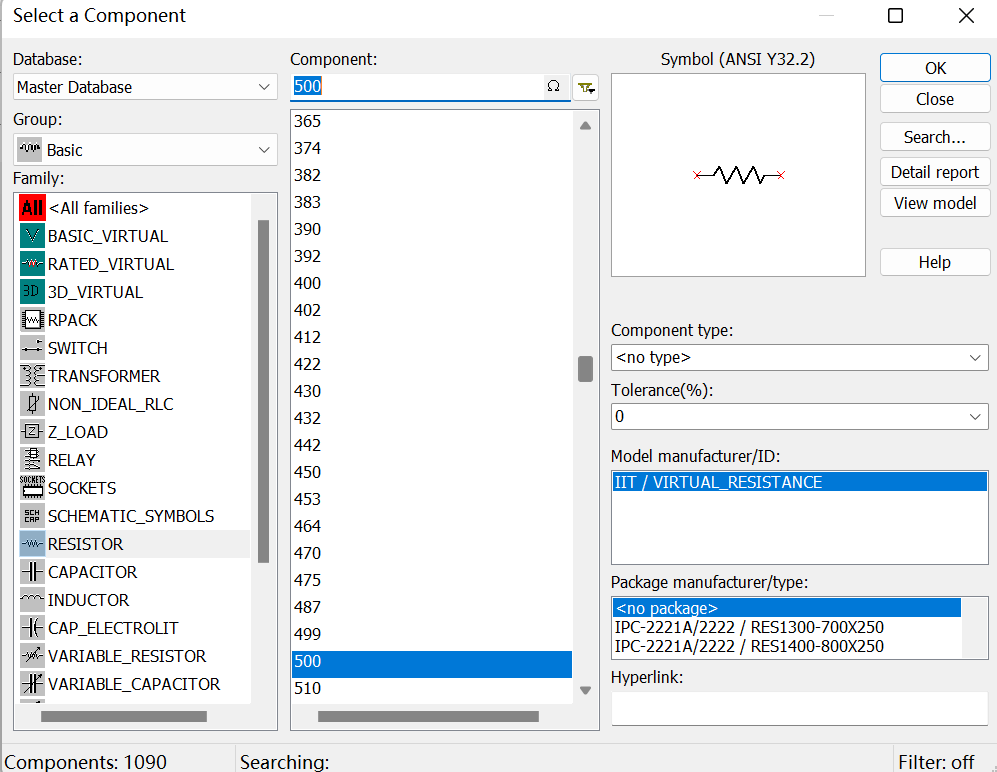 Select a Component
Database:
Master Database
Group:
Basic
Family:
All <All families>
BASIC_VIRTUAL
RATED_VIRTUAL
3D 3D_VIRTUAL
RPACK
SWITCH
TRANSFORMER
NON_IDEAL_RLC
Z Z_LOAD
RELAY
SOCKETS SOCKETS
SCH CAP SCHEMATIC_SYMBOLS
RESISTOR
CAPACITOR
INDUCTOR
CAP_ELECTROLIT
VARIABLE_RESISTOR
VARIABLE_CAPACITOR
Component:
500 Ω
365
374
382
383
390
392
400
402
412
422
430
432
442
450
453
464
470
475
487
499
500
510
Symbol (ANSI Y32.2)
OK
Close
Search...
Detail report
View model
Help
Component type:
<no type>
Tolerance(%):
0
Model manufacturer/ID:
IIT / VIRTUAL_RESISTANCE
Package manufacturer/type:
<no package>
IPC-2221A/2222 / RES1300-700X250
IPC-2221A/2222 / RES1400-800X250
Hyperlink:
Components: 1090
Searching:
Filter: off